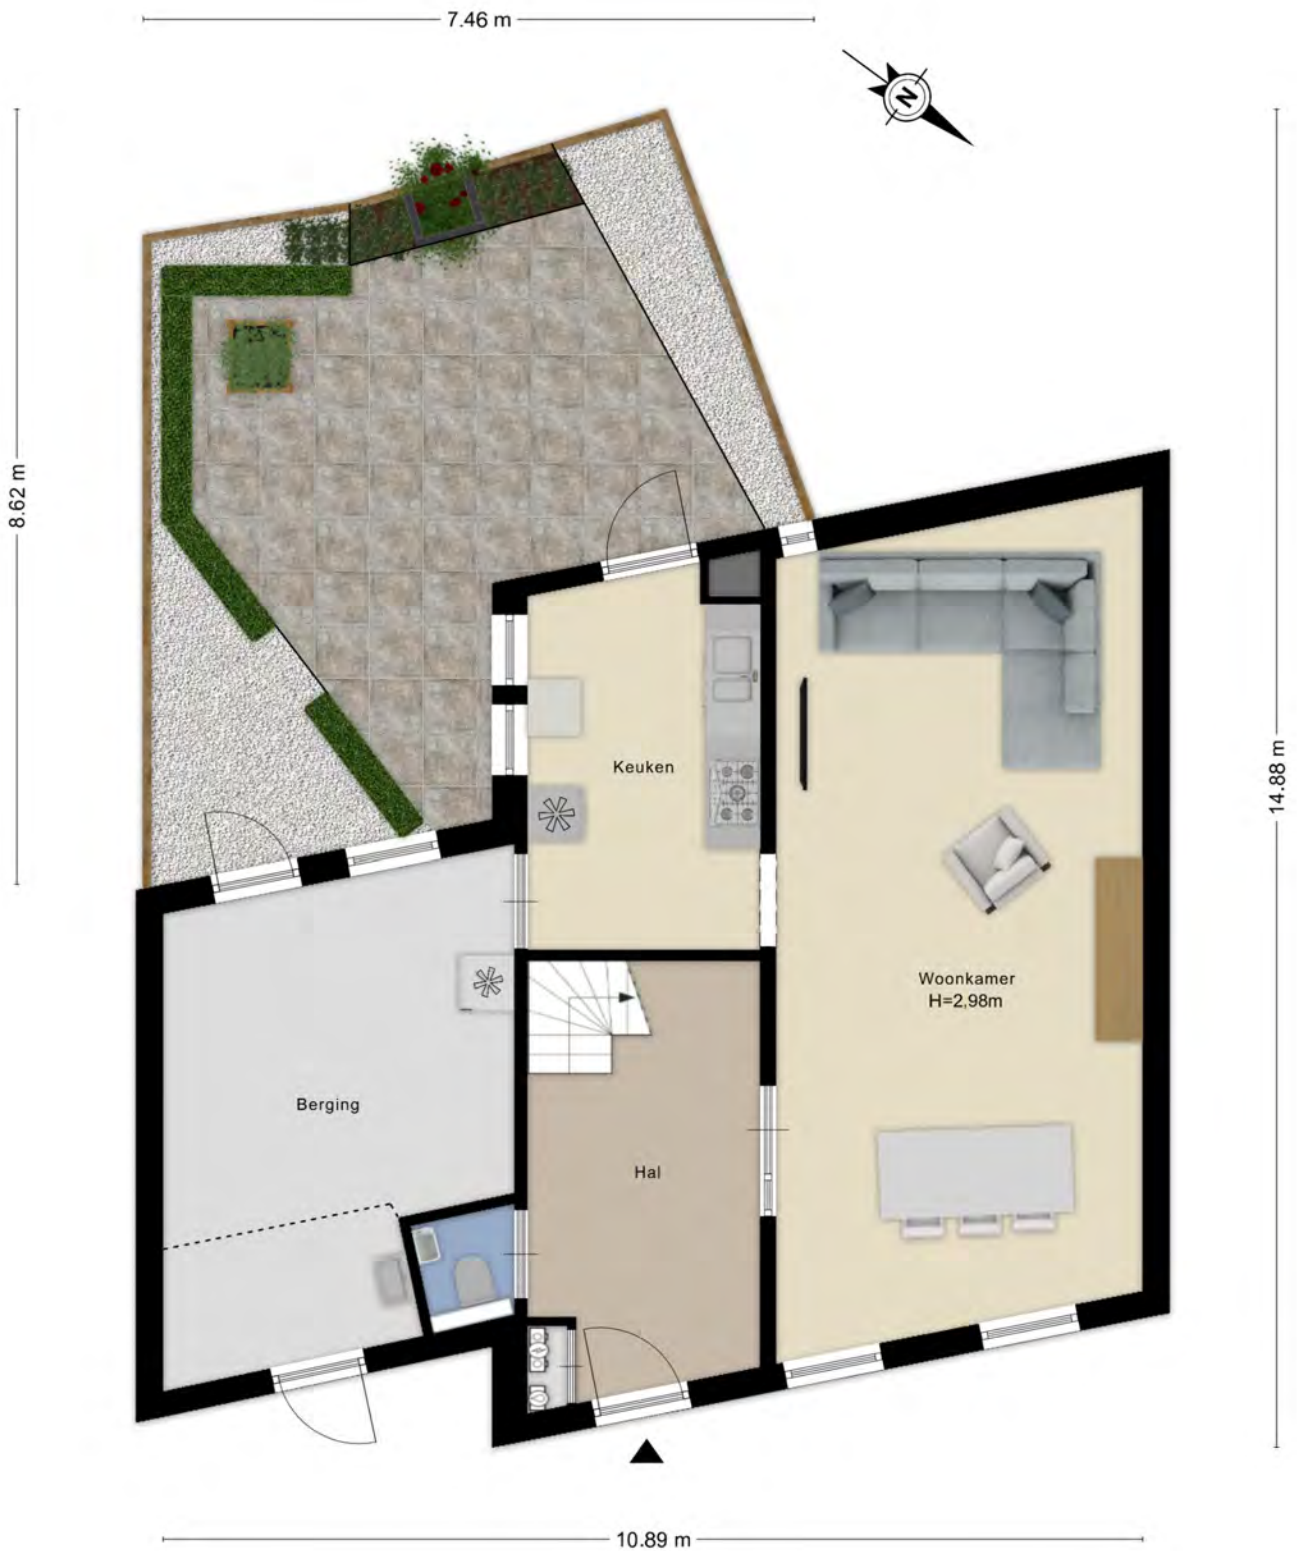 7.46 m
N
8.62 m
14.88 m
Keuken
Woonkamer
H=2,98m
Berging
Hal
10.89 m